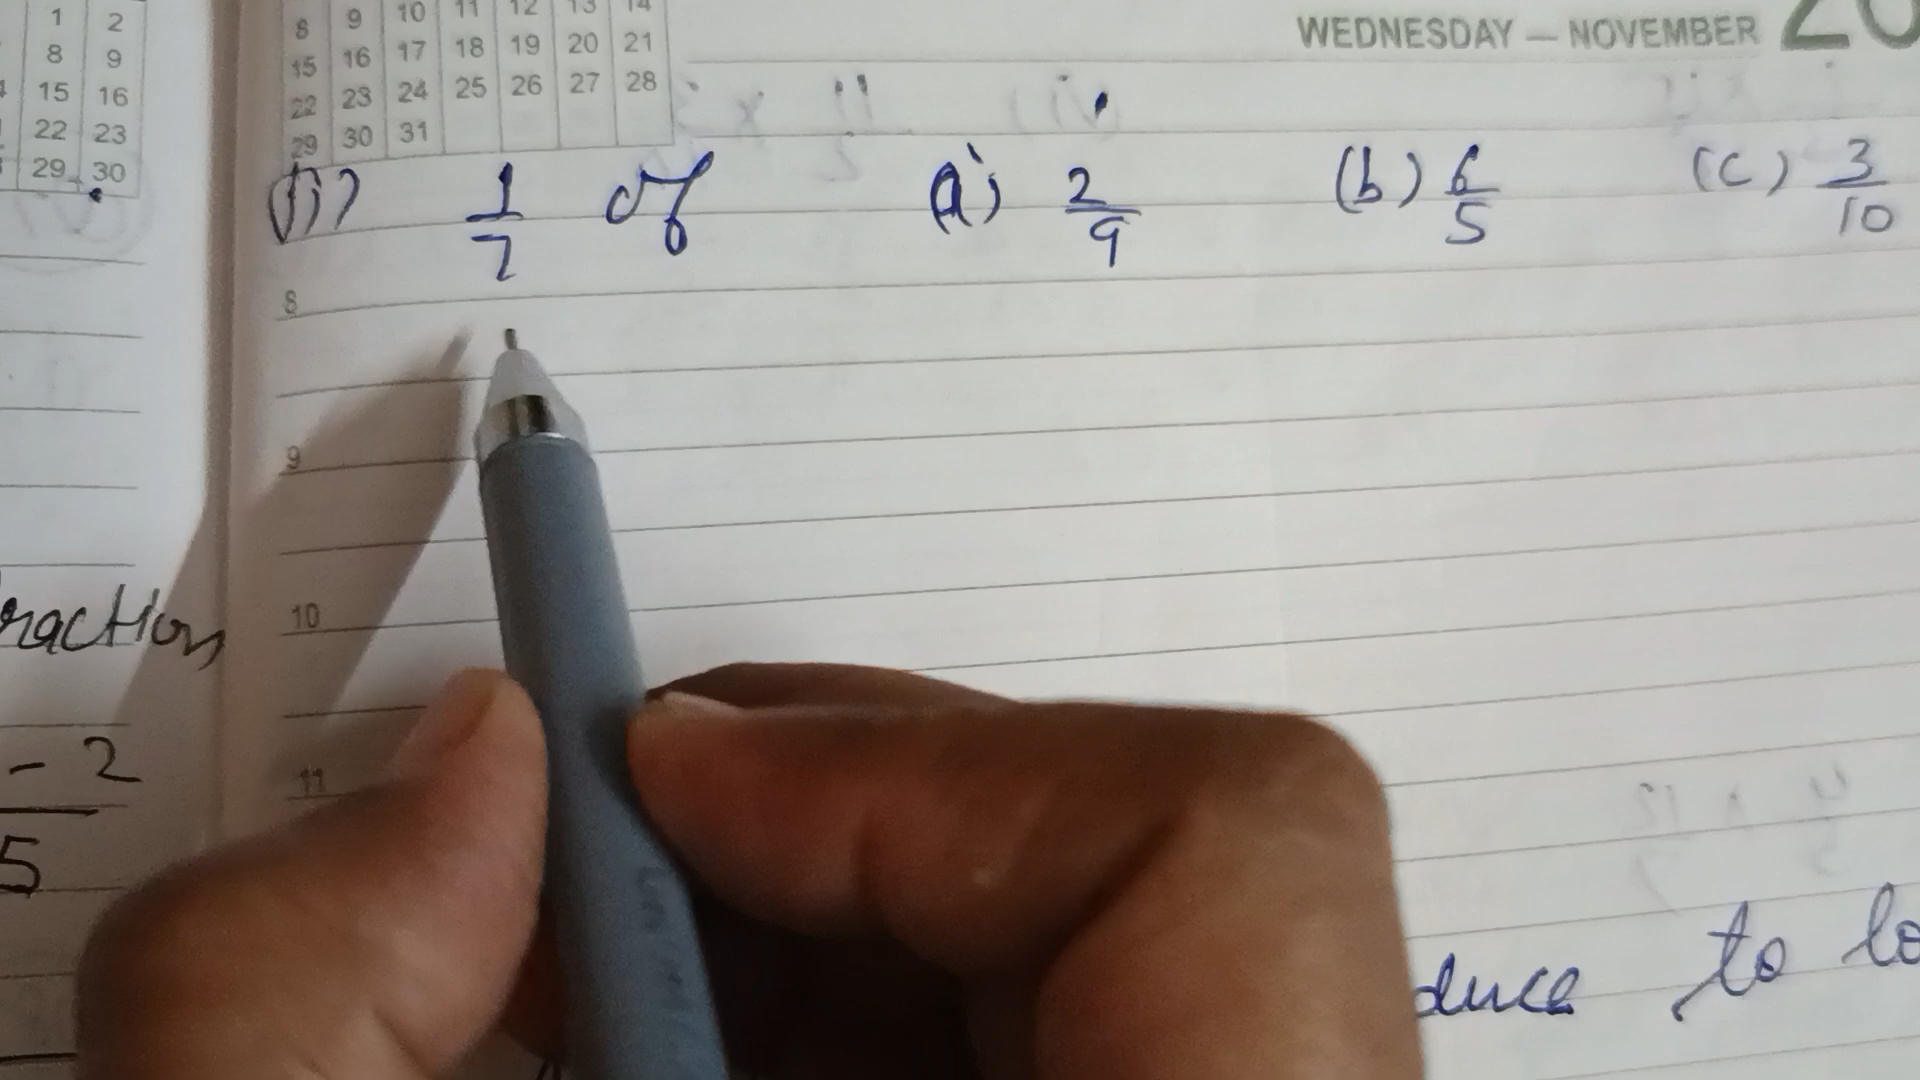 1 2
8 9
15 16
22 23
29 30
8 9 10 11 12 13 14
15 16 17 18 19 20 21
22 23 24 25 26 27 28
29 30 31
WEDNESDAY — NOVEMBER
(ii) 1/7 of (a) 2/9 (b) 6/5 (c) 3/10
8
9
10
raction
- 2
5
11
duce to lo